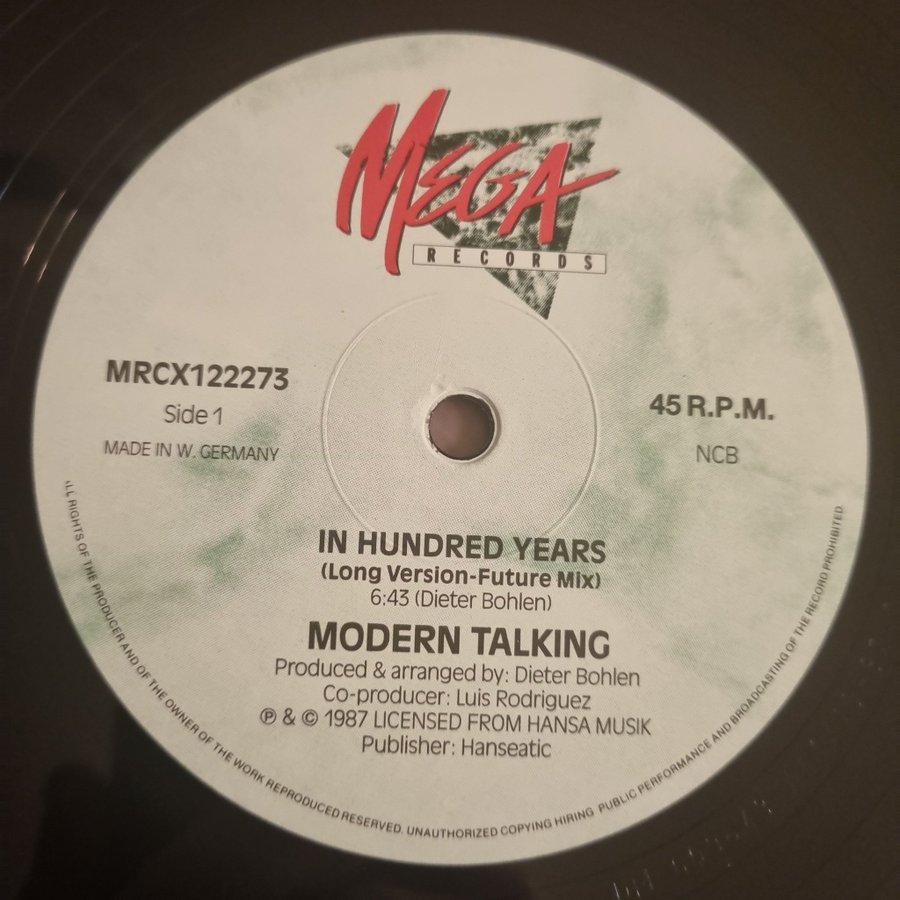 MEGA
RECORDS
MRCX122273
Side 1
MADE IN W. GERMANY
45 R.P.M.
NCB
IN HUNDRED YEARS
(Long Version-Future Mix)
6:43 (Dieter Bohlen)
MODERN TALKING
Produced & arranged by: Dieter Bohlen
Co-producer: Luis Rodriguez
℗ & © 1987 LICENSED FROM HANSA MUSIK
Publisher: Hanseatic
ALL RIGHTS OF THE PRODUCER AND OF THE OWNER OF THE WORK REPRODUCED RESERVED. UNAUTHORIZED COPYING HIRING PUBLIC PERFORMANCE AND BROADCASTING OF THE RECORD PROHIBITED